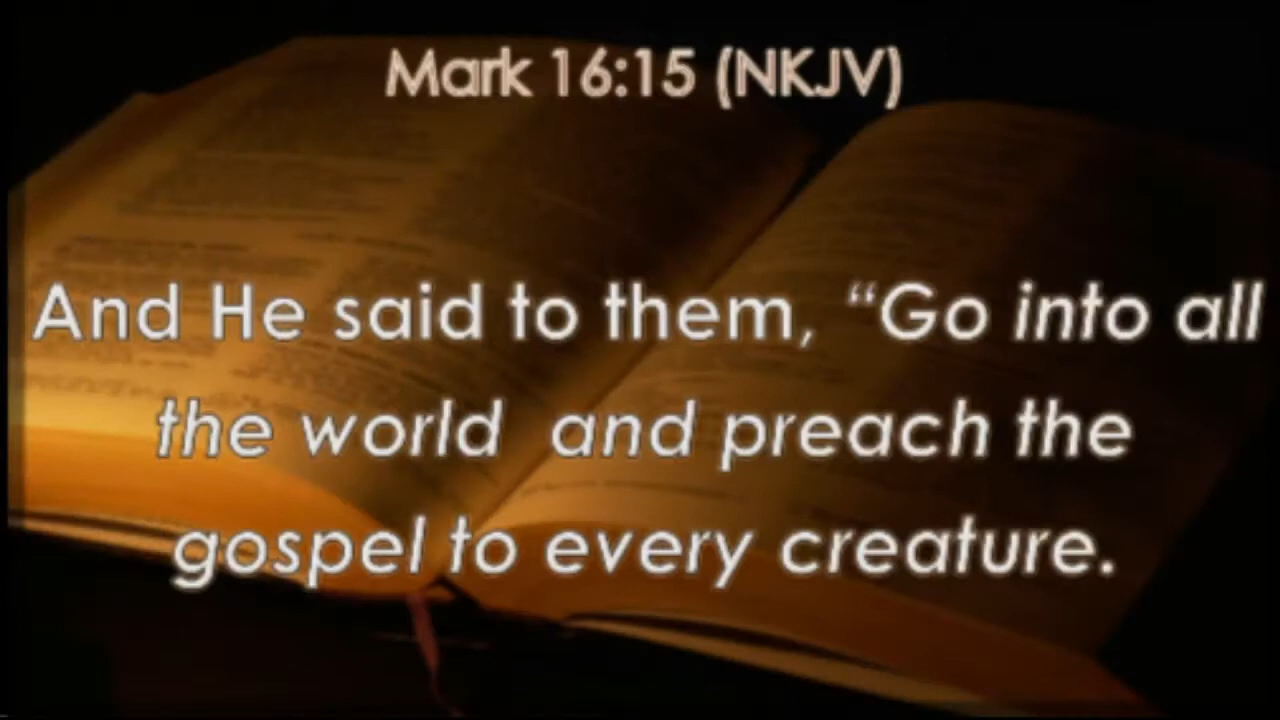 Mark 16:15 (NKJV)
And He said to them, “Go into all
the world  and preach the
gospel to every creature.